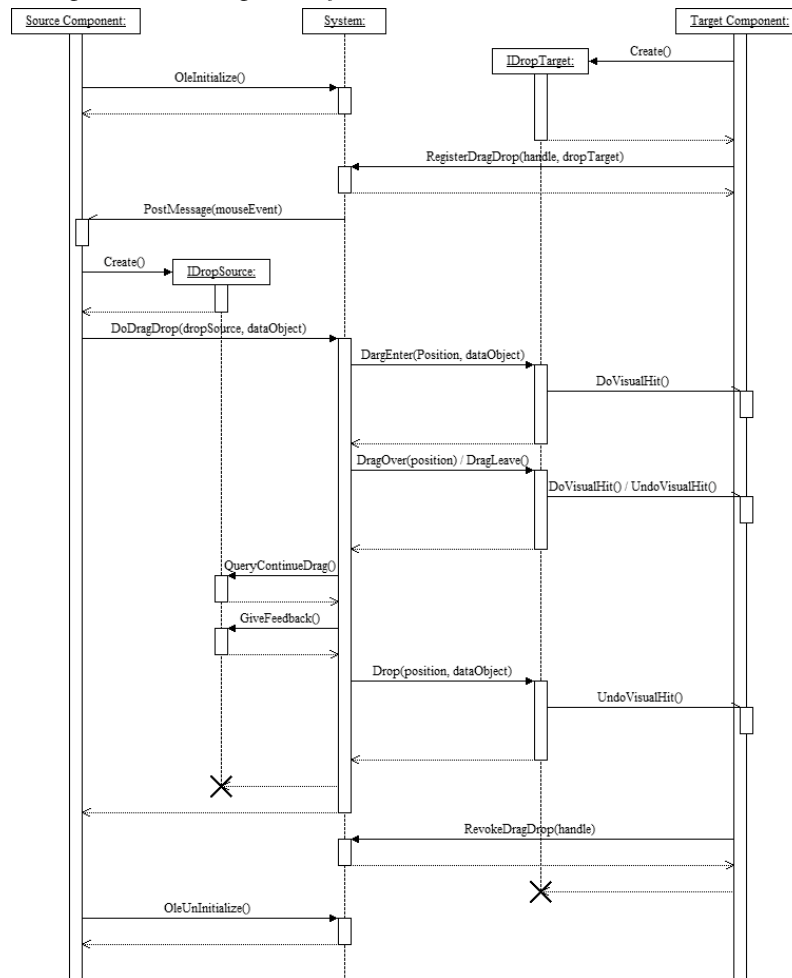 Source Component:
System:
Target Component:
Create()
IDropTarget:
OleInitialize()
RegisterDragDrop(handle, dropTarget)
PostMessage(mouseEvent)
Create()
IDropSource:
DoDragDrop(dropSource, dataObject)
DargEnter(Position, dataObject)
DoVisualHit()
DragOver(position) / DragLeave()
DoVisualHit() / UndoVisualHit()
QueryContinueDrag()
GiveFeedback()
Drop(position, dataObject)
UndoVisualHit()
RevokeDragDrop(handle)
OleUnInitialize()